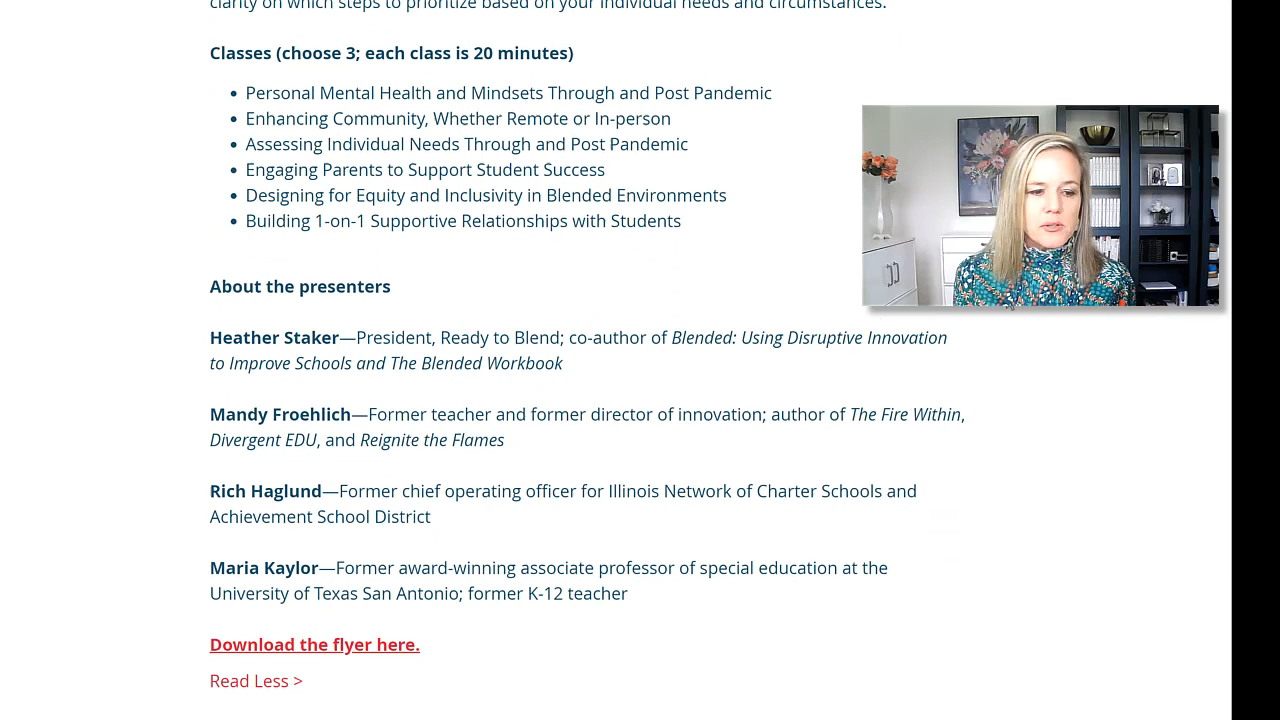 clarity on which steps to prioritize based on your individual needs and circumstances.
Classes (choose 3; each class is 20 minutes)
• Personal Mental Health and Mindsets Through and Post Pandemic
• Enhancing Community, Whether Remote or In-person
• Assessing Individual Needs Through and Post Pandemic
• Engaging Parents to Support Student Success
• Designing for Equity and Inclusivity in Blended Environments
• Building 1-on-1 Supportive Relationships with Students
About the presenters
Heather Staker—President, Ready to Blend; co-author of Blended: Using Disruptive Innovation
to Improve Schools and The Blended Workbook
Mandy Froehlich—Former teacher and former director of innovation; author of The Fire Within,
Divergent EDU, and Reignite the Flames
Rich Haglund—Former chief operating officer for Illinois Network of Charter Schools and
Achievement School District
Maria Kaylor—Former award-winning associate professor of special education at the
University of Texas San Antonio; former K-12 teacher
Download the flyer here.
Read Less >